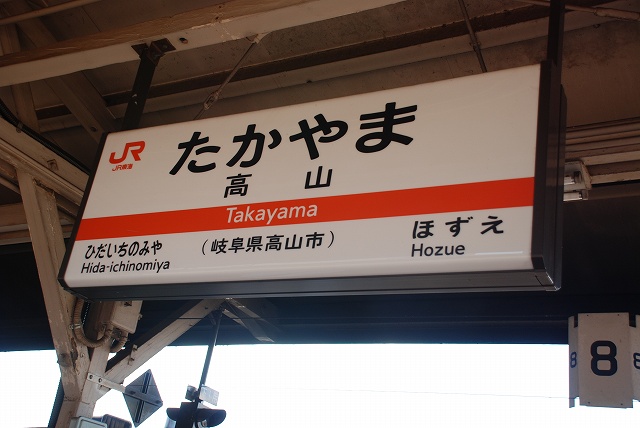 JR
JR東海
たかやま
高山
Takayama
ひだいちのみや
Hida-ichinomiya
(岐阜県高山市)
ほずえ
Hozue
8
8